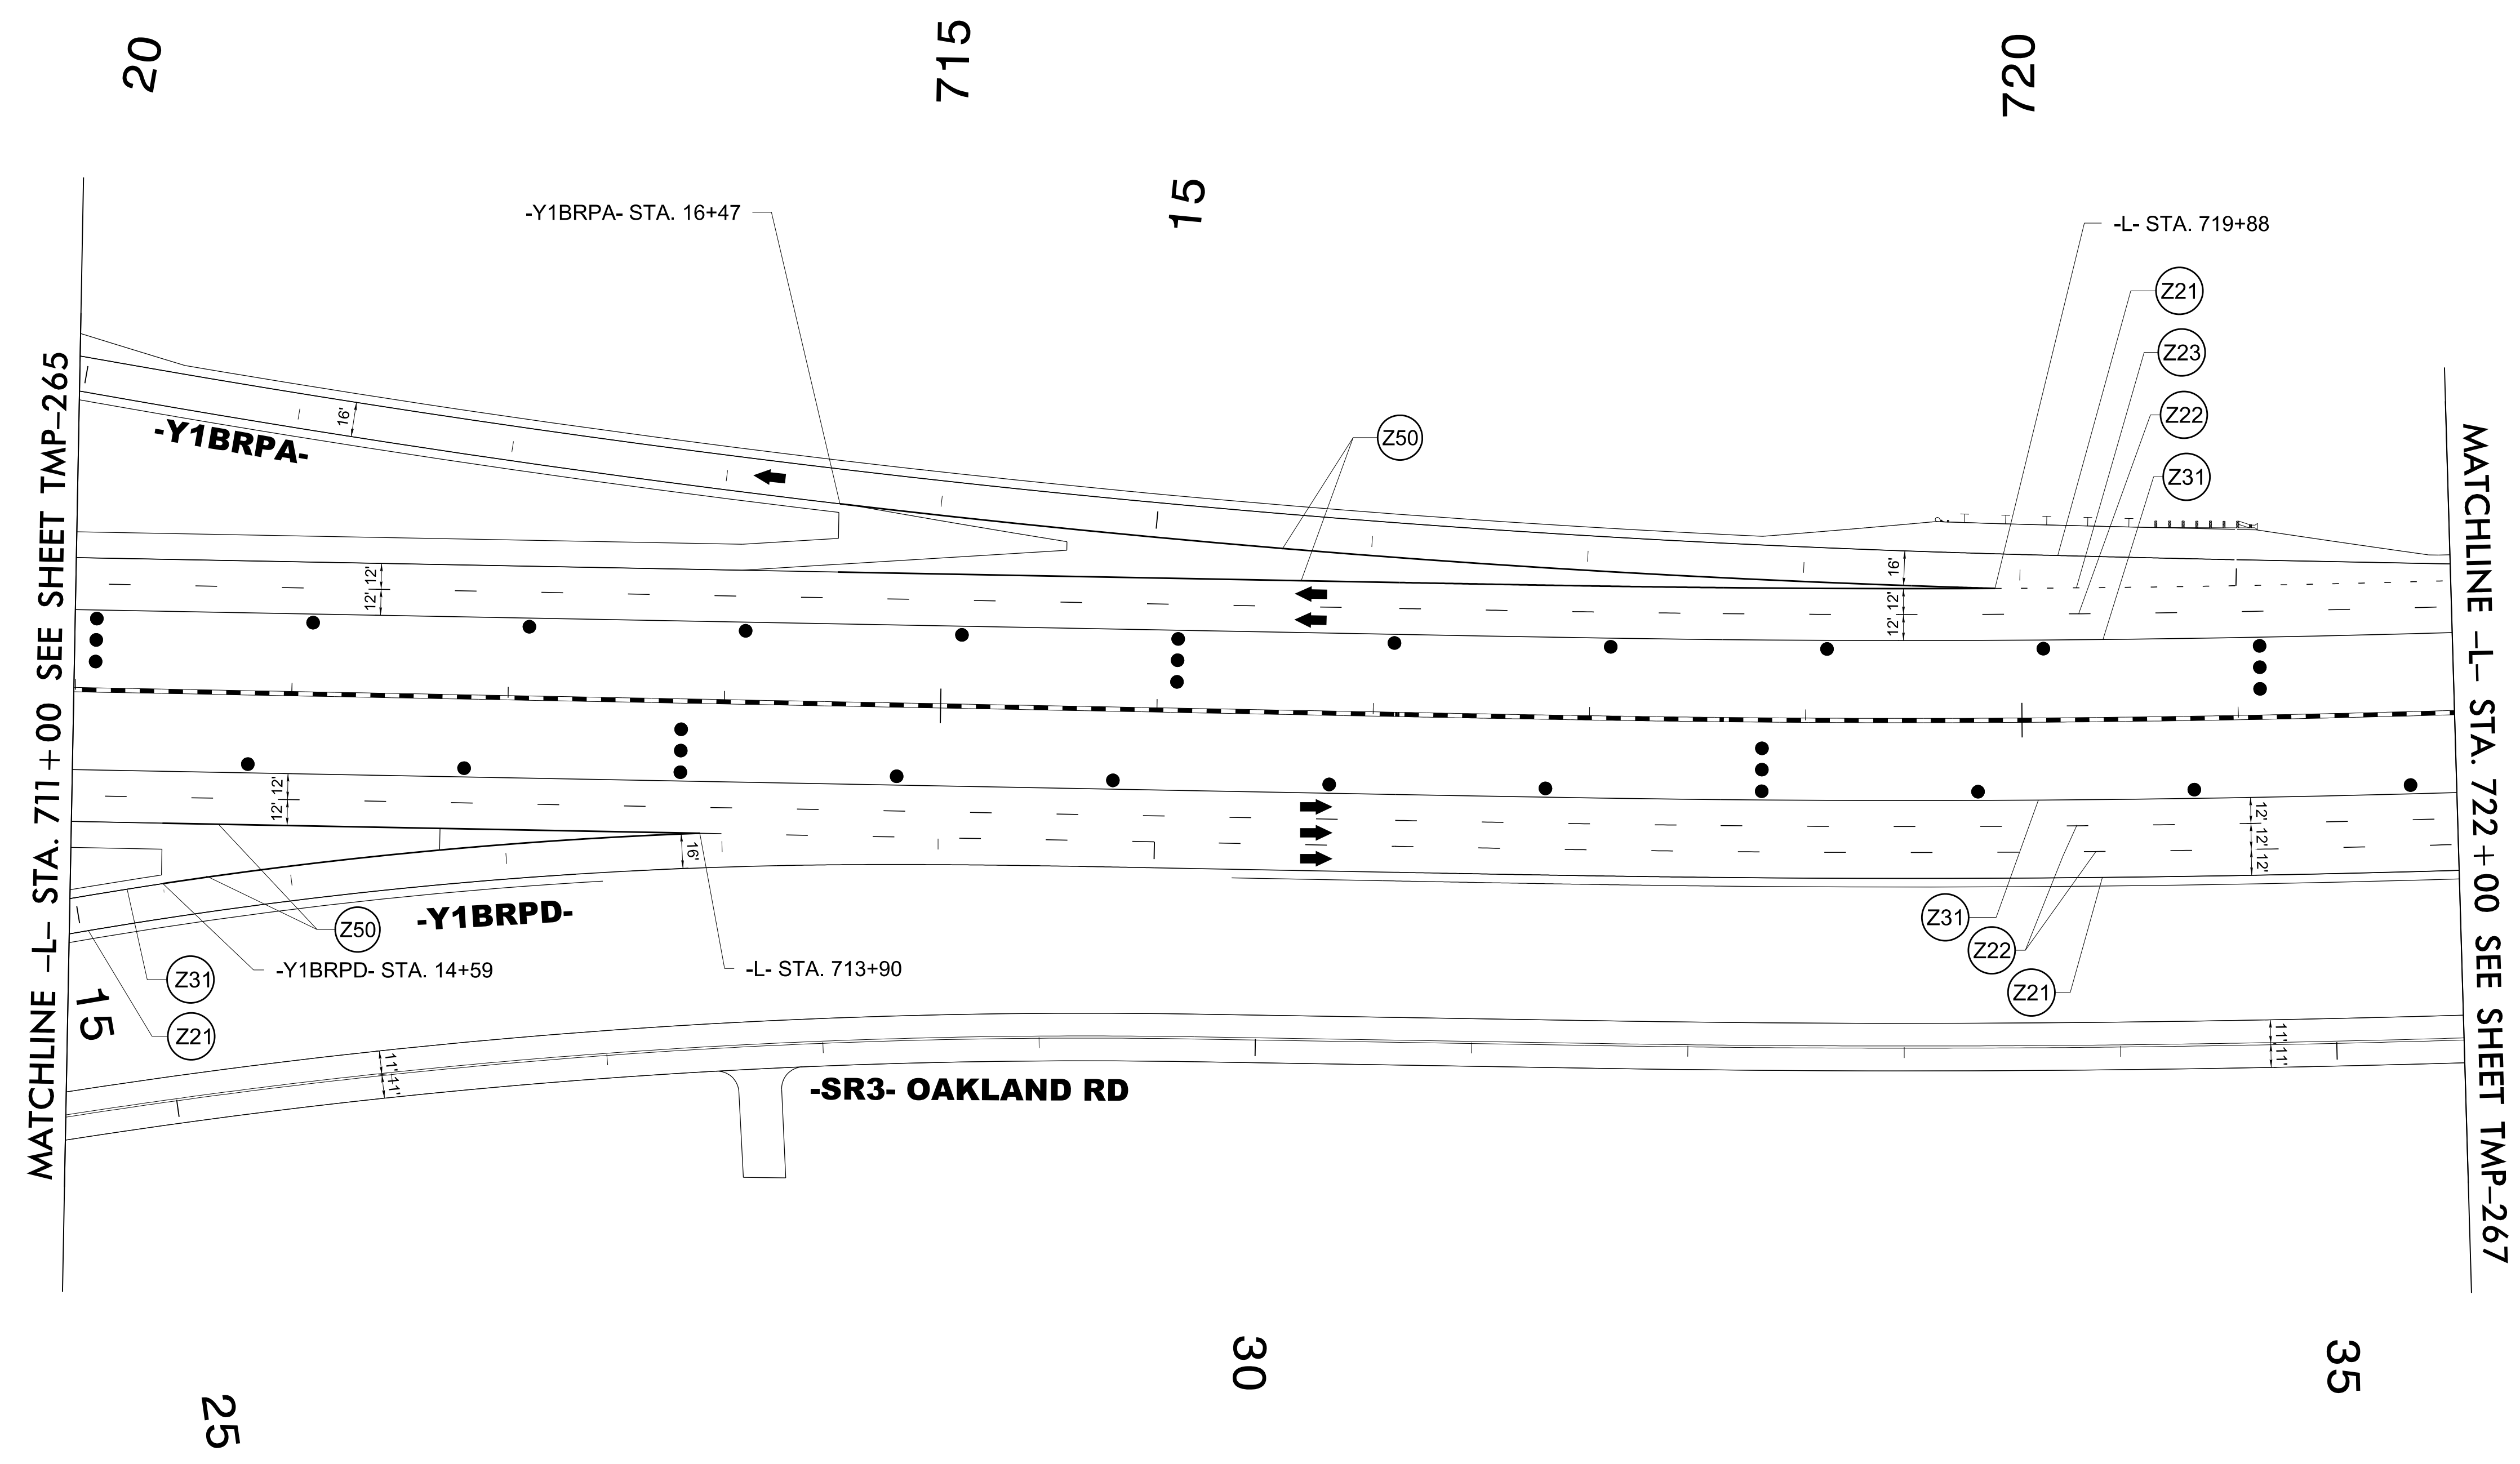 20
715
720
15
-Y1BRPA- STA. 16+47
-L- STA. 719+88
Z21
Z23
Z22
Z31
Z50
MATCHLINE -L- STA. 711+00 SEE SHEET TMP-265
MATCHLINE -L- STA. 722+00 SEE SHEET TMP-267
16'
-Y1BRPA-
12'
12'
16'
12'
12'
12'
12'
16'
12'
12'
12'
-Y1BRPD-
Z50
-Y1BRPD- STA. 14+59
-L- STA. 713+90
Z31
Z21
15
Z31
Z22
Z21
11'
11'
11'
11'
-SR3- OAKLAND RD
25
30
35